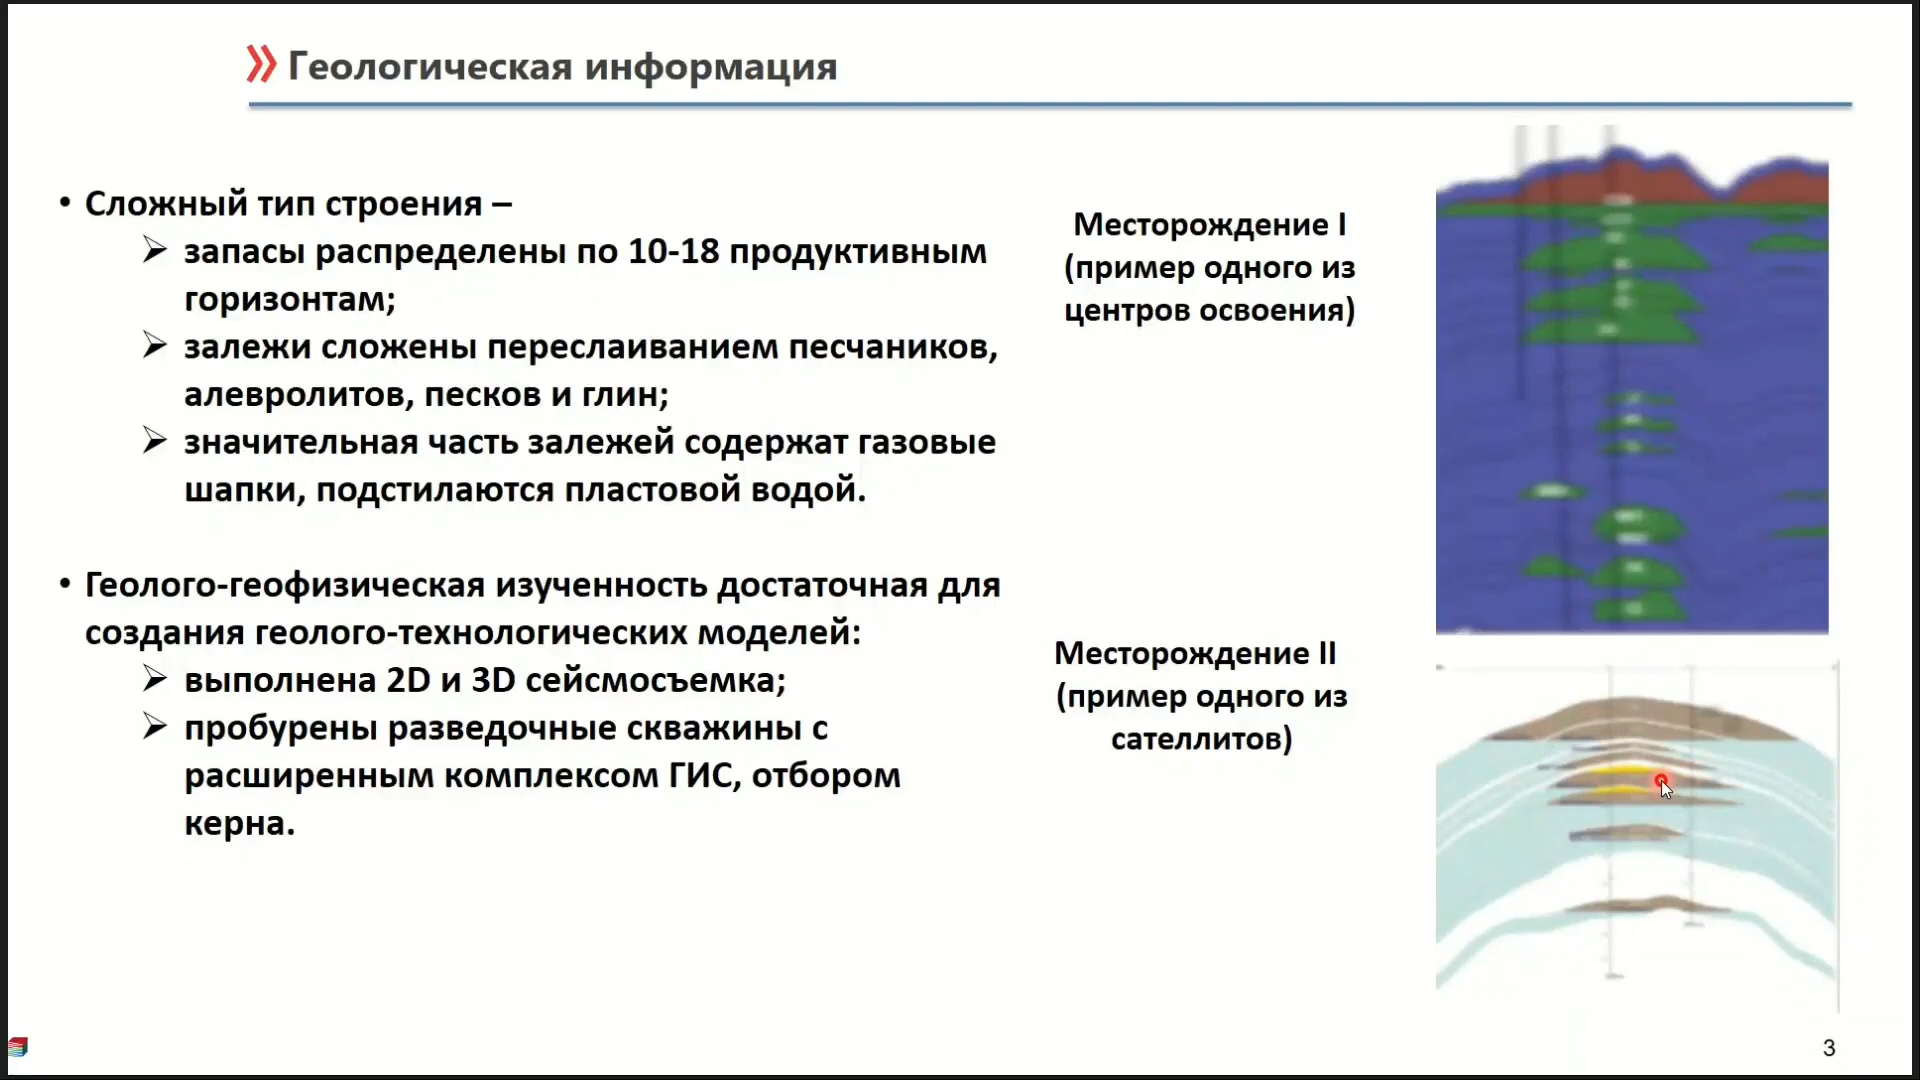 Геологическая информация
• Сложный тип строения –
➢ запасы распределены по 10-18 продуктивным
горизонтам;
➢ залежи сложены переслаиванием песчаников,
алевролитов, песков и глин;
➢ значительная часть залежей содержат газовые
шапки, подстилаются пластовой водой.
• Геолого-геофизическая изученность достаточная для
создания геолого-технологических моделей:
➢ выполнена 2D и 3D сейсмосъемка;
➢ пробурены разведочные скважины с
расширенным комплексом ГИС, отбором
керна.
Месторождение I
(пример одного из
центров освоения)
Месторождение II
(пример одного из
сателлитов)
3